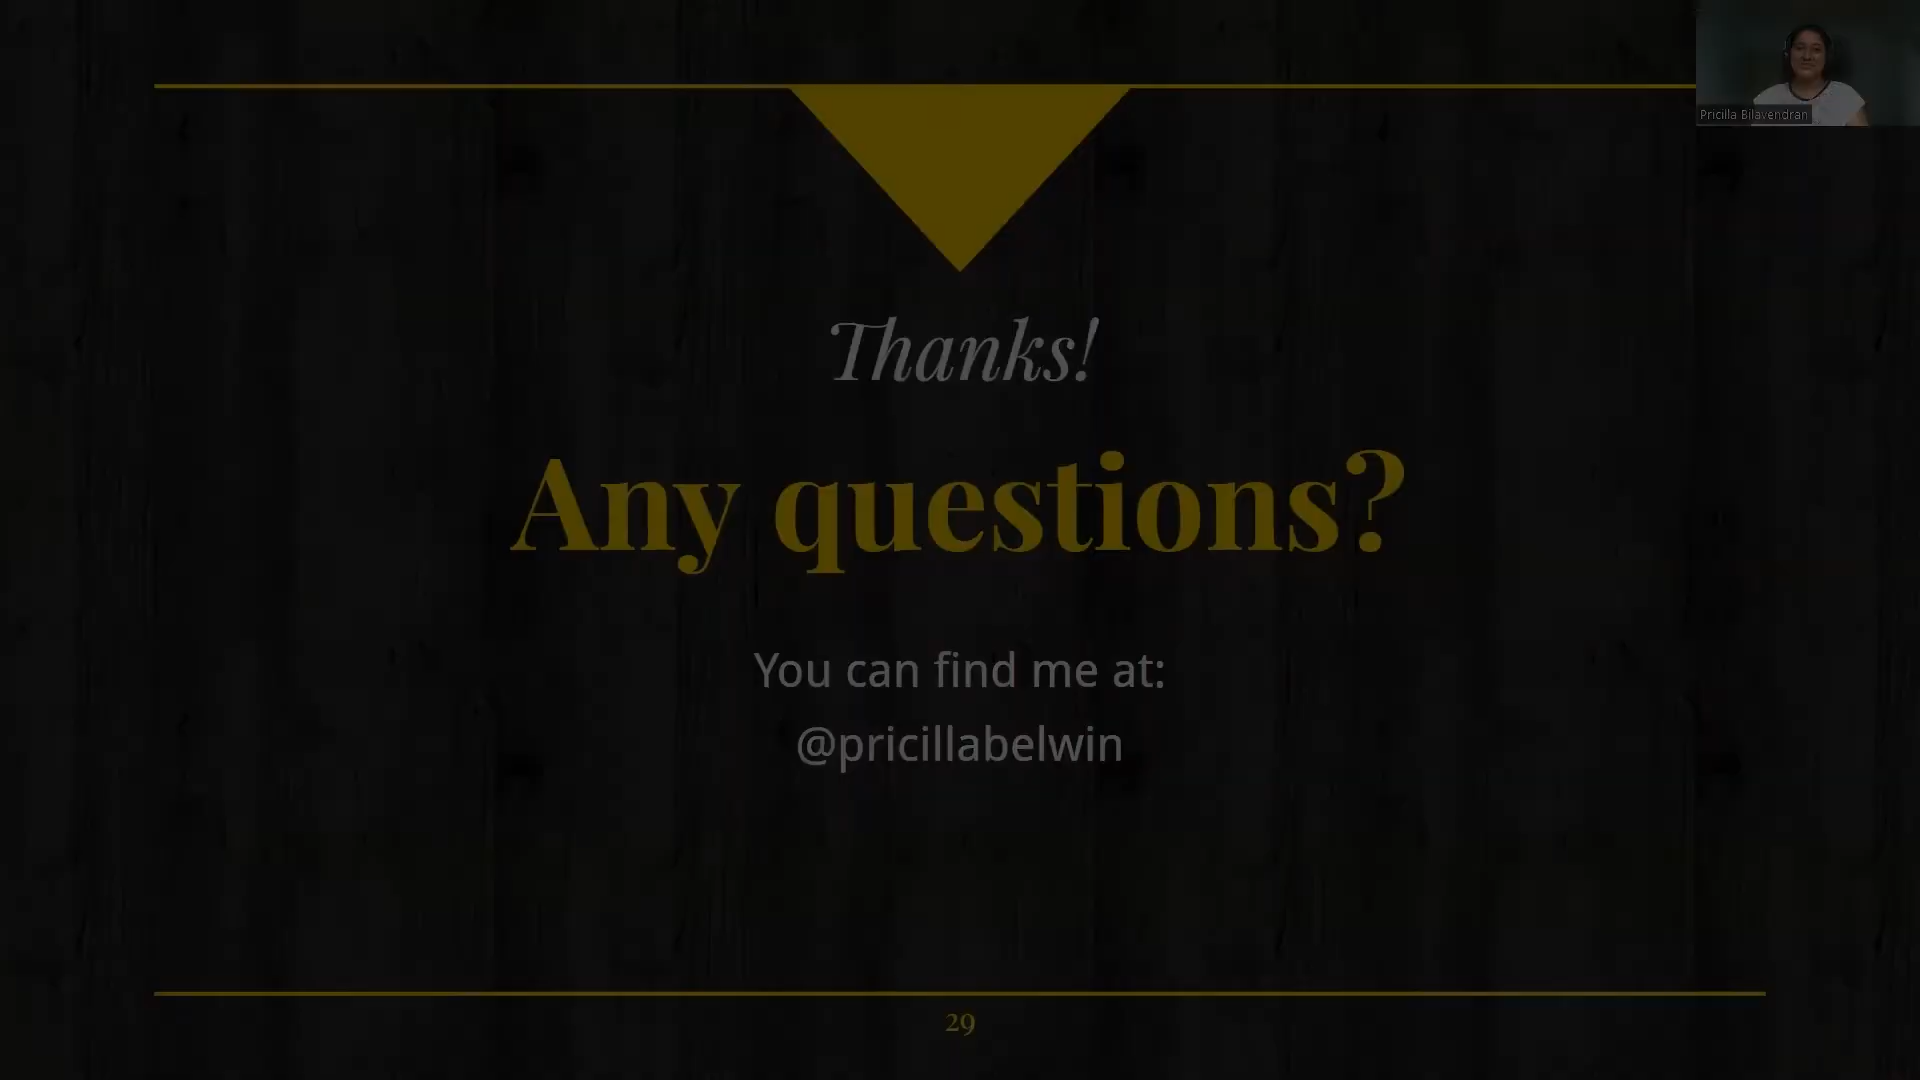 Pricilla Bilavendran
Thanks!
Any questions?
You can find me at:
@pricillabelwin
29